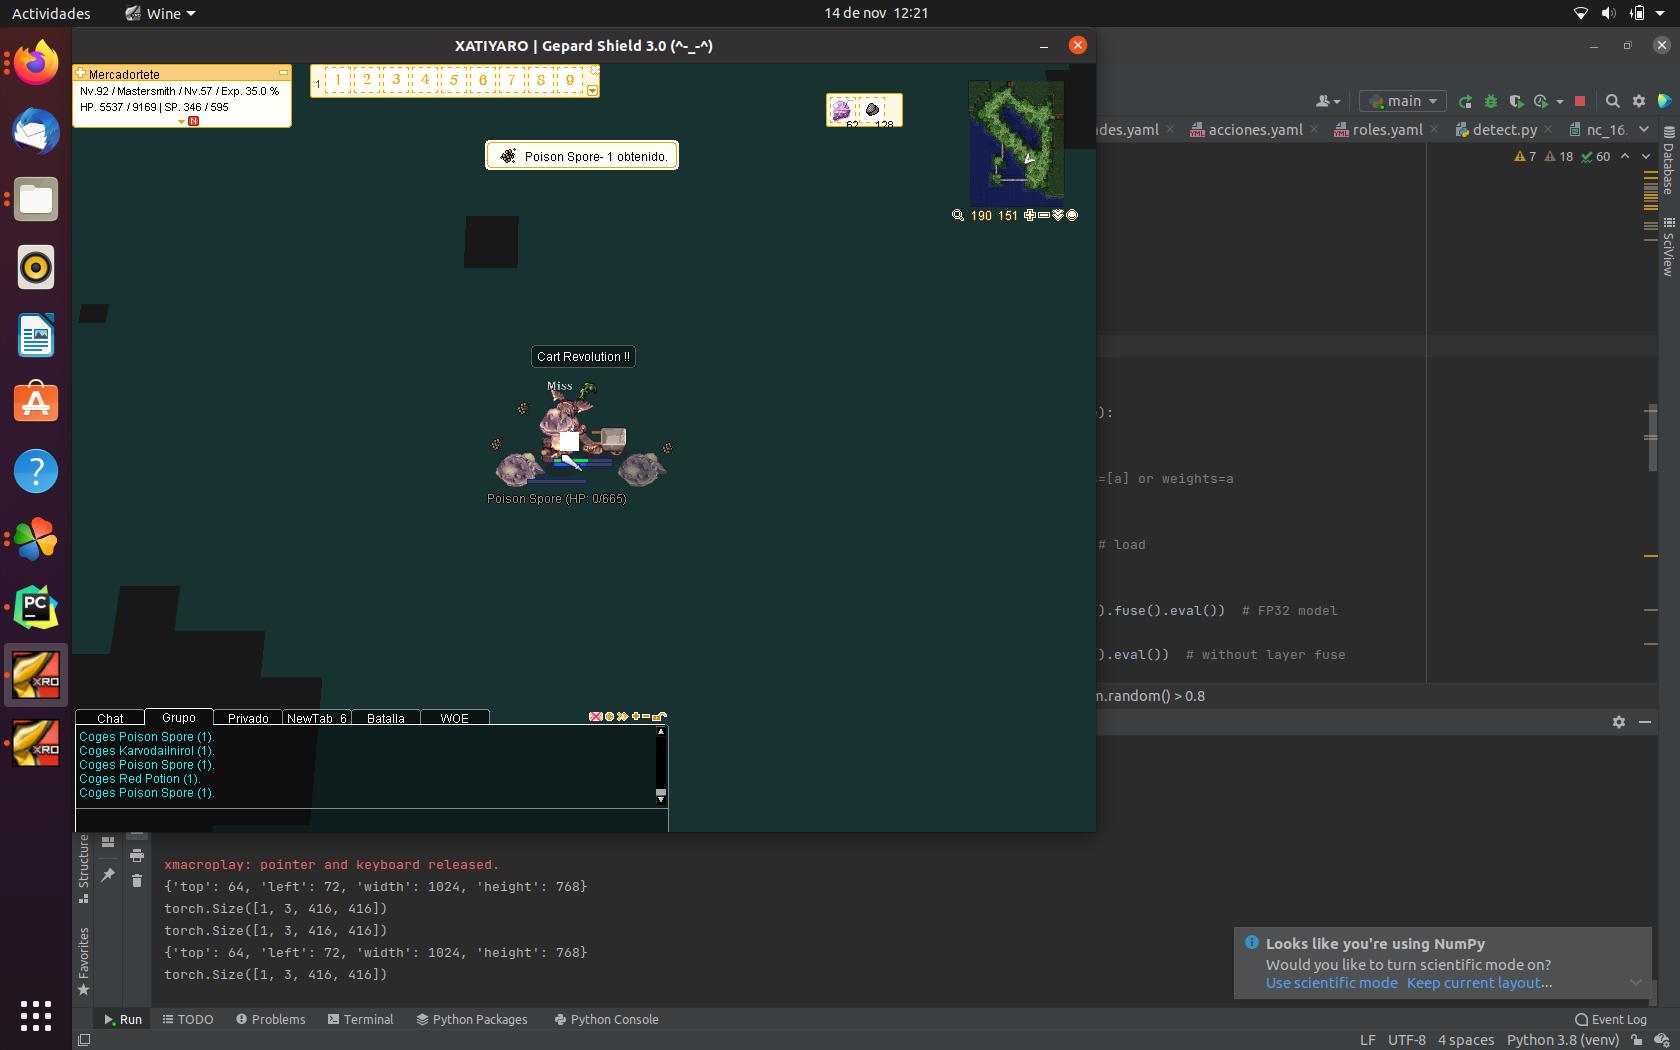 Actividades
Wine
14 de nov 12:21
XATIYARO | Gepard Shield 3.0 (^-_-^)
Mercadortete
Nv.92 / Mastersmith / Nv.57 / Exp. 35.0 %
HP. 5537 / 9169 | SP. 346 / 595
N
1
1 2 3 4 5 6 7 8 9
62 128
Poison Spore- 1 obtenido.
190 151
main
des.yaml
acciones.yaml
roles.yaml
detect.py
nc_16.
7 18 60
Database
SciView
Cart Revolution !!
Miss
Poison Spore (HP: 0/665)
):
=[a] or weights=a
# load
).fuse().eval()) # FP32 model
).eval()) # without layer fuse
m.random() > 0.8
PC
XRO
XRO
Chat
Grupo
Privado
NewTab_6
Batalla
WOE
Coges Poison Spore (1).
Coges Karvodailnirol (1).
Coges Poison Spore (1).
Coges Red Potion (1).
Coges Poison Spore (1).
Structure
Favorites
xmacroplay: pointer and keyboard released.
{'top': 64, 'left': 72, 'width': 1024, 'height': 768}
torch.Size([1, 3, 416, 416])
torch.Size([1, 3, 416, 416])
{'top': 64, 'left': 72, 'width': 1024, 'height': 768}
torch.Size([1, 3, 416, 416])
Looks like you're using NumPy
Would you like to turn scientific mode on?
Use scientific mode Keep current layout...
Run
TODO
Problems
Terminal
Python Packages
Python Console
Event Log
LF UTF-8 4 spaces Python 3.8 (venv)